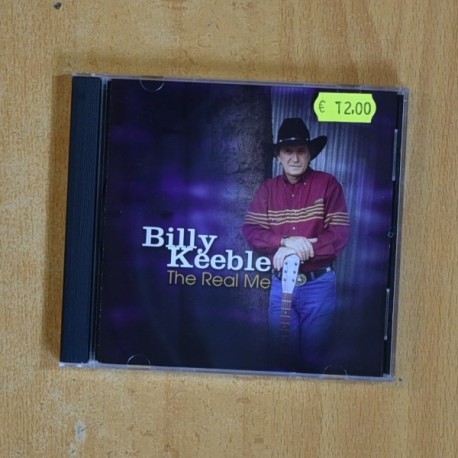 € 12.00
Billy
Keeble
The Real Me